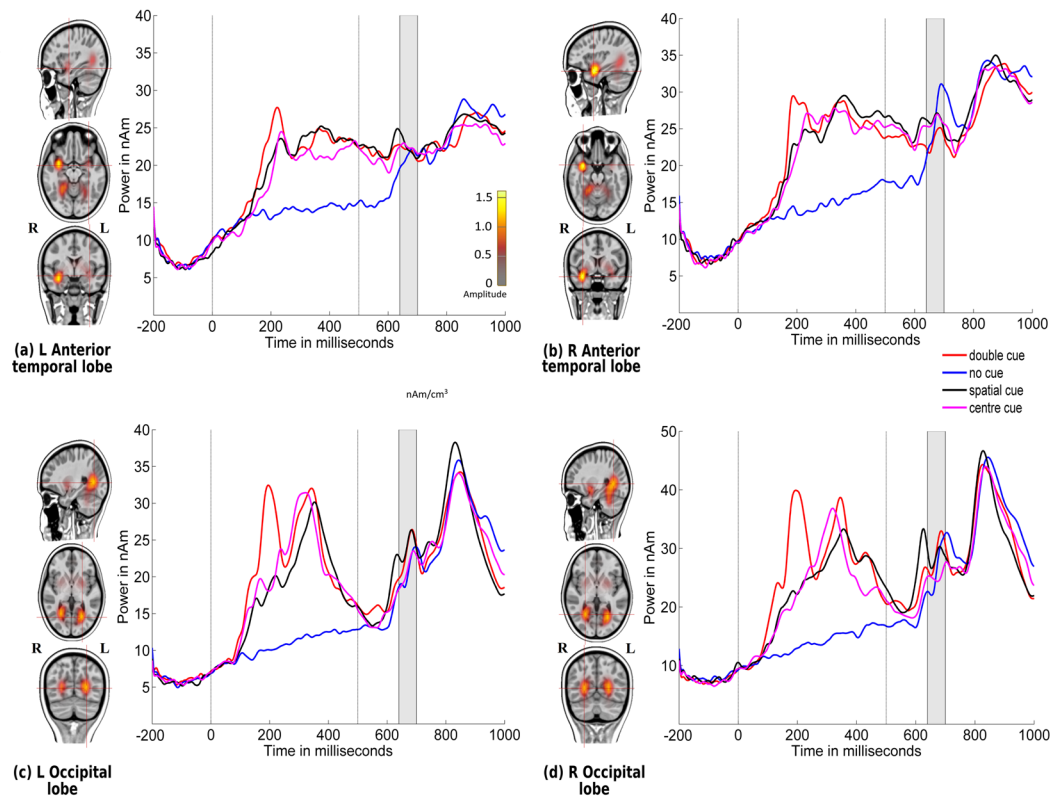 40
35
30
25
20
15
10
5
Power in nAm
-200 0 200 400 600 800 1000
Time in milliseconds
R L
1.5
1.0
0.5
0
Amplitude
(a) L Anterior
temporal lobe
40
35
30
25
20
15
10
5
Power in nAm
-200 0 200 400 600 800 1000
Time in milliseconds
R L
(b) R Anterior
temporal lobe
double cue
no cue
spatial cue
centre cue
nAm/cm³
40
35
30
25
20
15
10
5
Power in nAm
-200 0 200 400 600 800 1000
Time in milliseconds
R L
(c) L Occipital
lobe
50
40
30
20
10
Power in nAm
-200 0 200 400 600 800 1000
Time in milliseconds
R L
(d) R Occipital
lobe